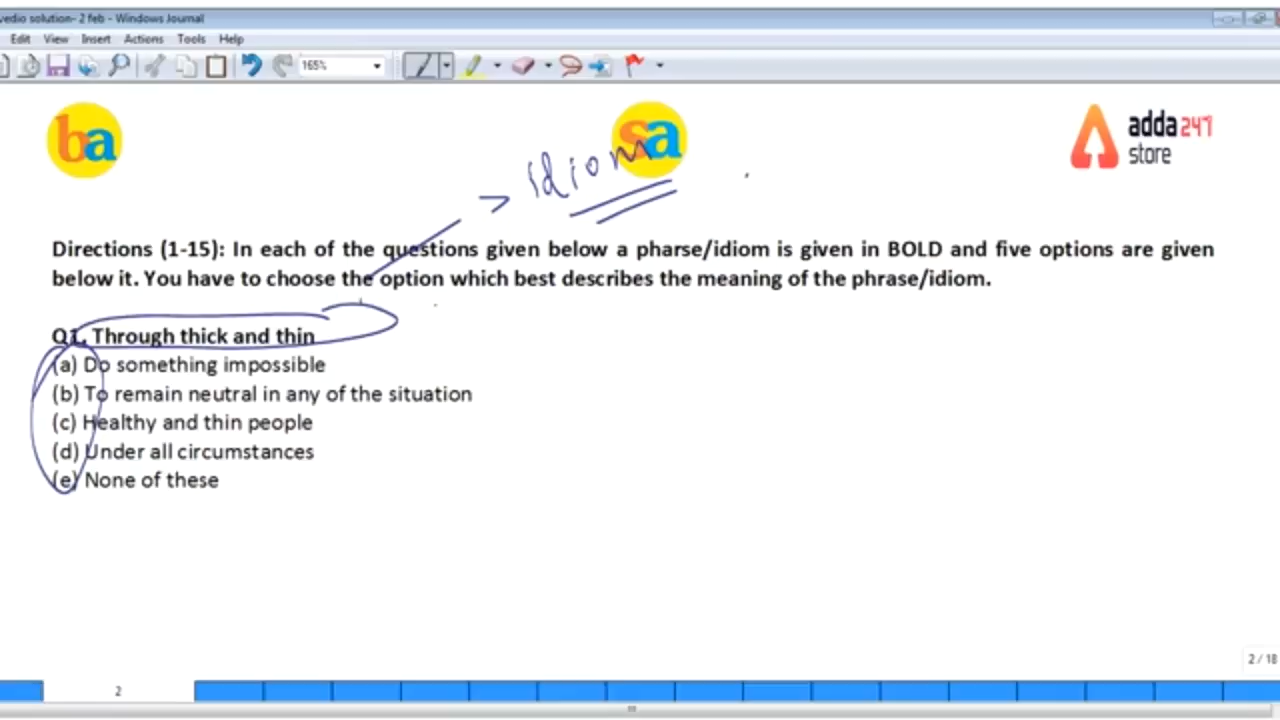 vedio solution- 2 feb - Windows Journal
Edit View Insert Actions Tools Help
165%
ba
sa
adda247
store
idiom
Directions (1-15): In each of the questions given below a pharse/idiom is given in BOLD and five options are given
below it. You have to choose the option which best describes the meaning of the phrase/idiom.
Q1. Through thick and thin
(a) Do something impossible
(b) To remain neutral in any of the situation
(c) Healthy and thin people
(d) Under all circumstances
(e) None of these
2 / 18
2